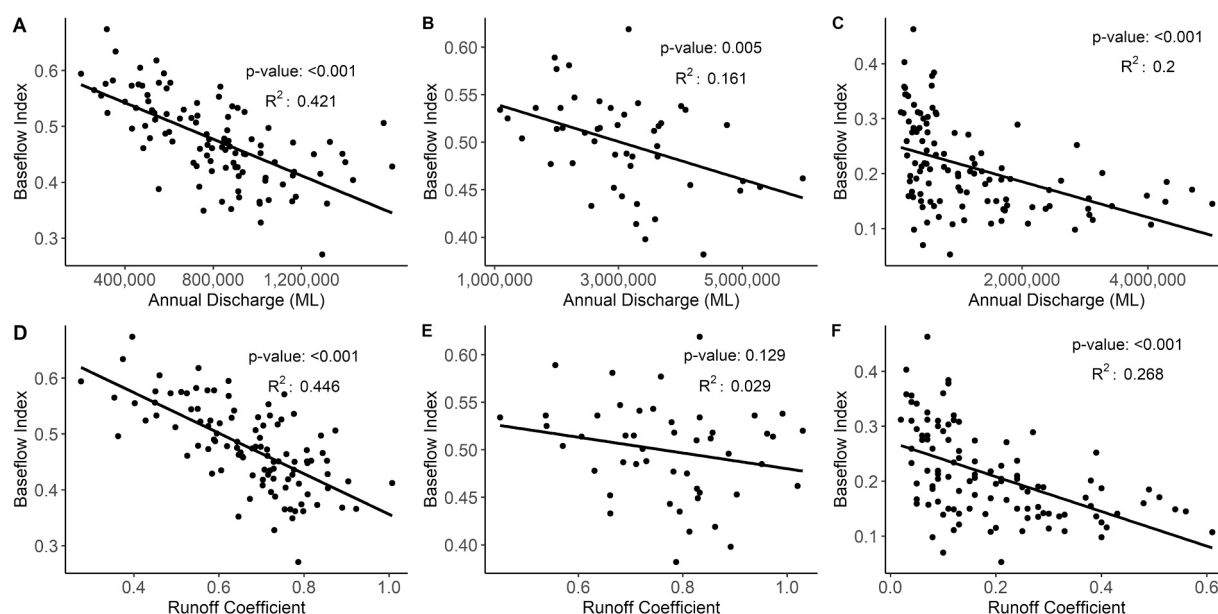 A
p-value: <0.001
R²: 0.421
0.6
0.5
0.4
0.3
Baseflow Index
400,000 800,000 1,200,000
Annual Discharge (ML)
B
p-value: 0.005
R²: 0.161
0.60
0.55
0.50
0.45
0.40
Baseflow Index
1,000,000 3,000,000 5,000,000
Annual Discharge (ML)
C
p-value: <0.001
R²: 0.2
0.4
0.3
0.2
0.1
Baseflow Index
2,000,000 4,000,000
Annual Discharge (ML)
D
p-value: <0.001
R²: 0.446
0.6
0.5
0.4
0.3
Baseflow Index
0.4 0.6 0.8 1.0
Runoff Coefficient
E
p-value: 0.129
R²: 0.029
0.60
0.55
0.50
0.45
0.40
Baseflow Index
0.6 0.8 1.0
Runoff Coefficient
F
p-value: <0.001
R²: 0.268
0.4
0.3
0.2
0.1
Baseflow Index
0.0 0.2 0.4 0.6
Runoff Coefficient